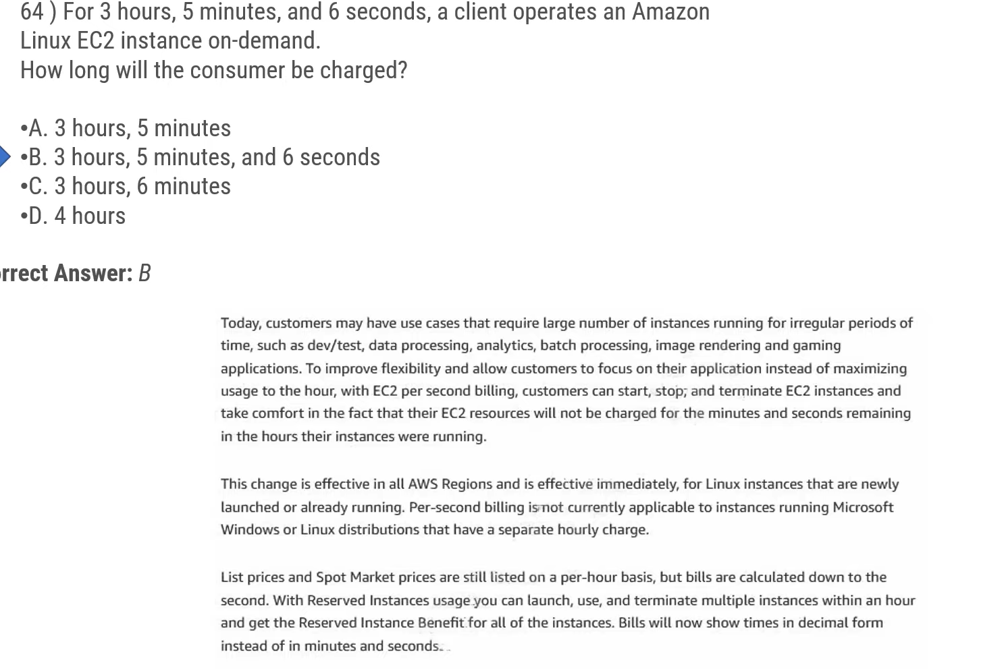 64 ) For 3 hours, 5 minutes, and 6 seconds, a client operates an Amazon
Linux EC2 instance on-demand.
How long will the consumer be charged?
•A. 3 hours, 5 minutes
•B. 3 hours, 5 minutes, and 6 seconds
•C. 3 hours, 6 minutes
•D. 4 hours
orrect Answer: B
Today, customers may have use cases that require large number of instances running for irregular periods of
time, such as dev/test, data processing, analytics, batch processing, image rendering and gaming
applications. To improve flexibility and allow customers to focus on their application instead of maximizing
usage to the hour, with EC2 per second billing, customers can start, stop, and terminate EC2 instances and
take comfort in the fact that their EC2 resources will not be charged for the minutes and seconds remaining
in the hours their instances were running.
This change is effective in all AWS Regions and is effective immediately, for Linux instances that are newly
launched or already running. Per-second billing is not currently applicable to instances running Microsoft
Windows or Linux distributions that have a separate hourly charge.
List prices and Spot Market prices are still listed on a per-hour basis, but bills are calculated down to the
second. With Reserved Instances usage you can launch, use, and terminate multiple instances within an hour
and get the Reserved Instance Benefit for all of the instances. Bills will now show times in decimal form
instead of in minutes and seconds.